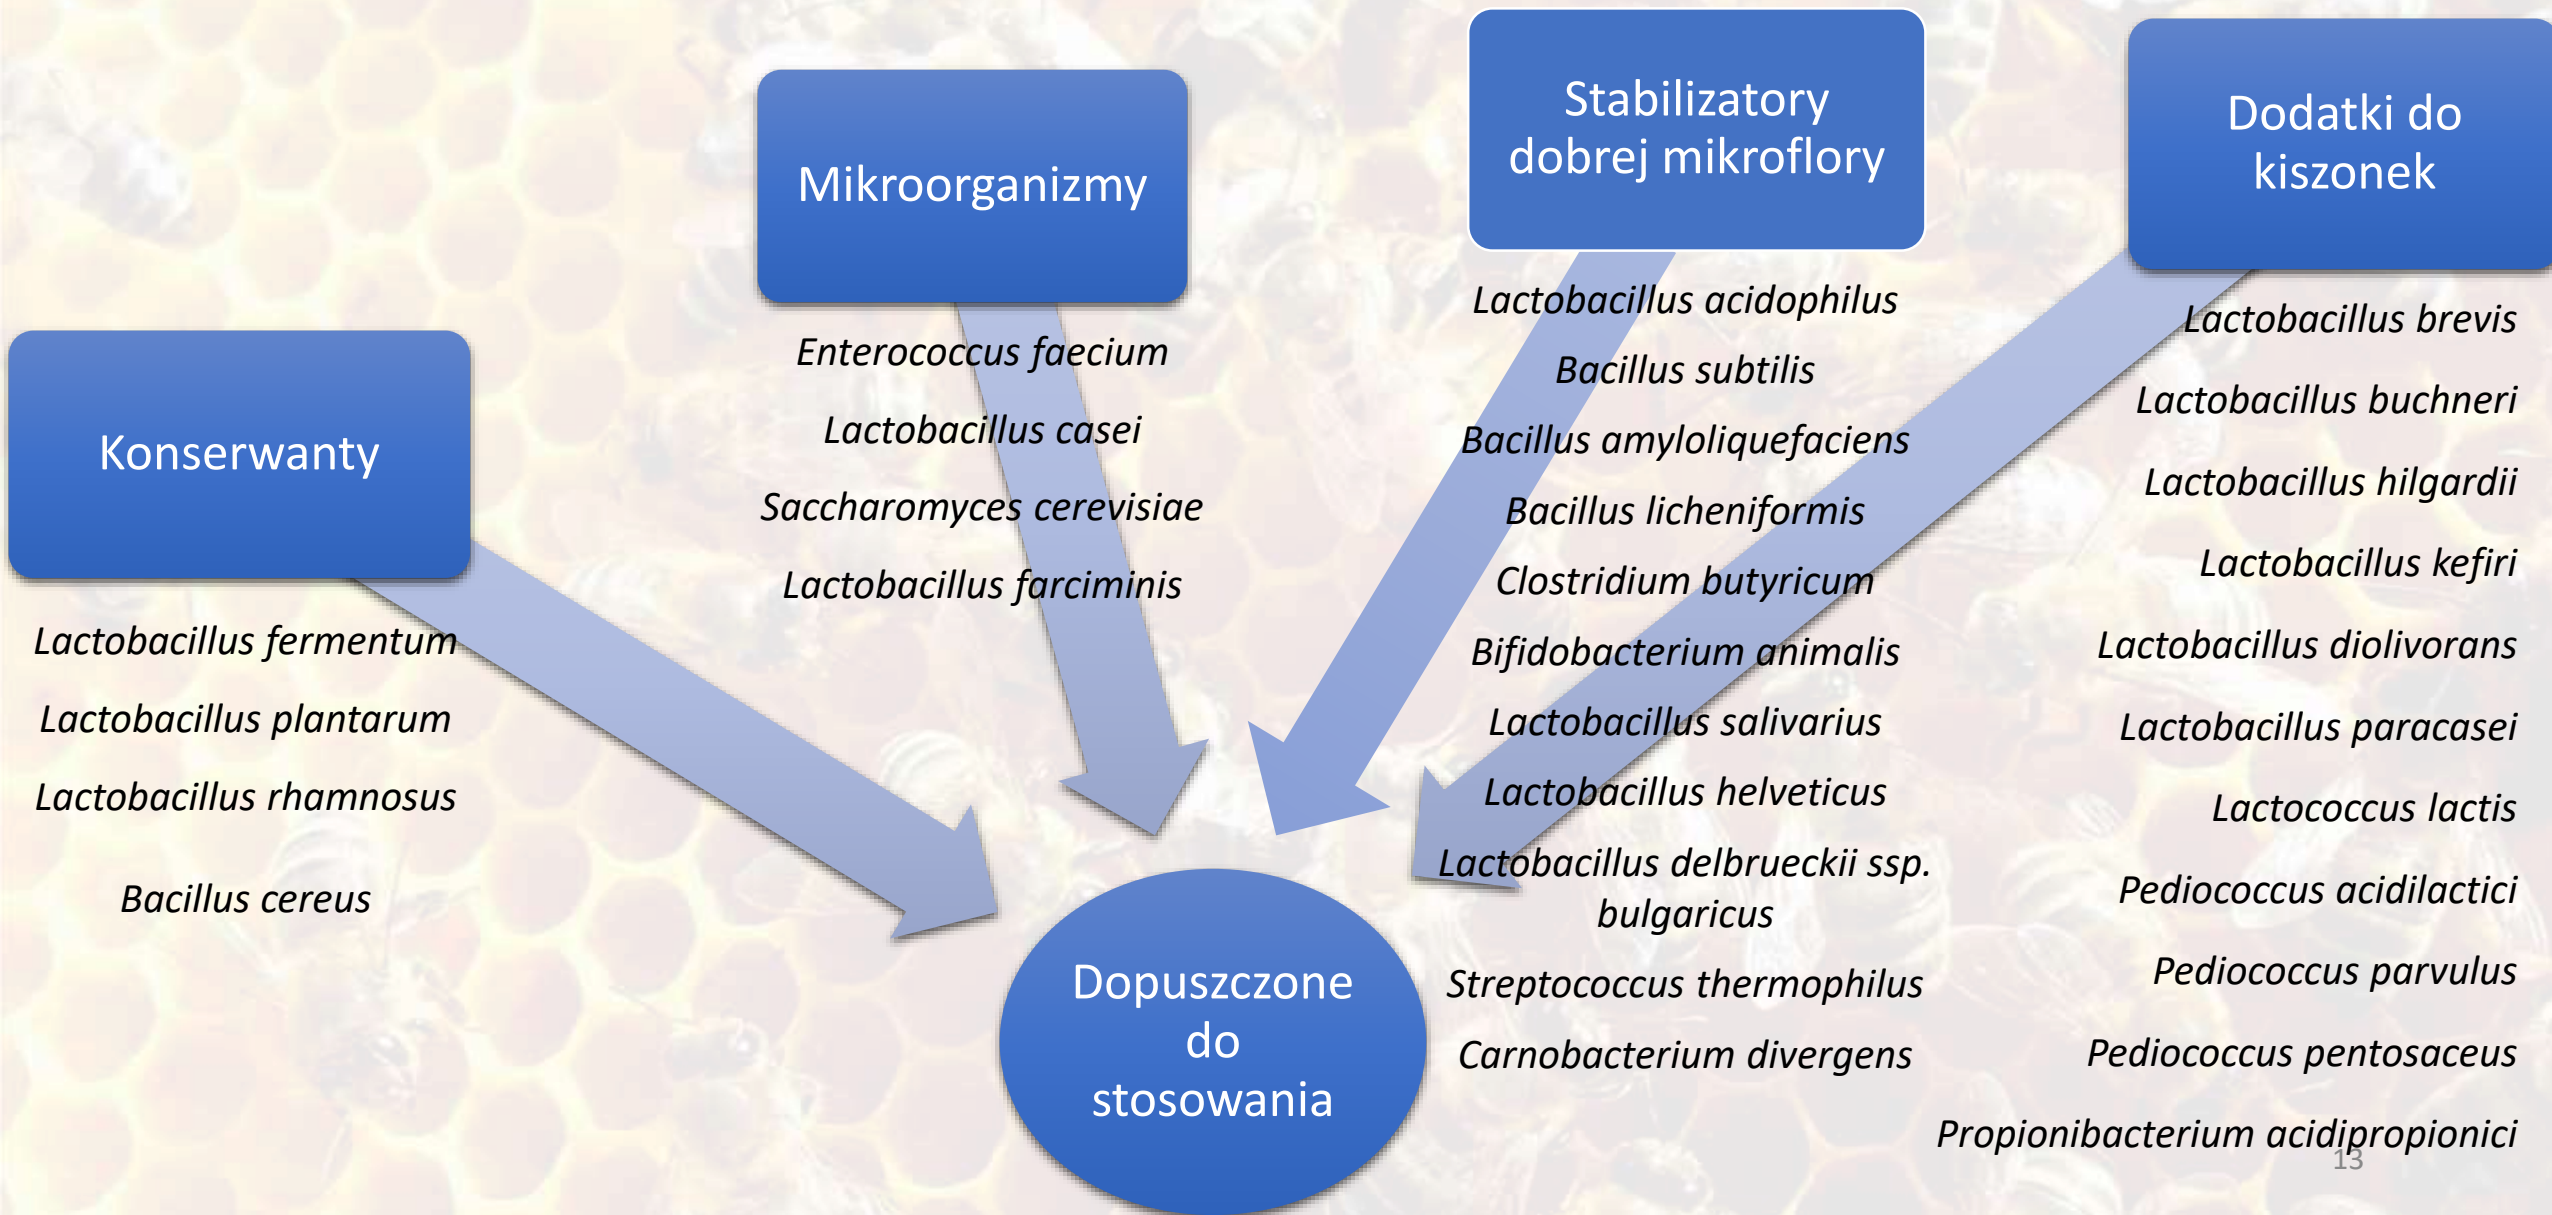 Konserwanty
Lactobacillus fermentum
Lactobacillus plantarum
Lactobacillus rhamnosus
Bacillus cereus
Mikroorganizmy
Enterococcus faecium
Lactobacillus casei
Saccharomyces cerevisiae
Lactobacillus farciminis
Stabilizatory
dobrej mikroflory
Lactobacillus acidophilus
Bacillus subtilis
Bacillus amyloliquefaciens
Bacillus licheniformis
Clostridium butyricum
Bifidobacterium animalis
Lactobacillus salivarius
Lactobacillus helveticus
Lactobacillus delbrueckii ssp.
bulgaricus
Streptococcus thermophilus
Carnobacterium divergens
Dodatki do
kiszonek
Lactobacillus brevis
Lactobacillus buchneri
Lactobacillus hilgardii
Lactobacillus kefiri
Lactobacillus diolivorans
Lactobacillus paracasei
Lactococcus lactis
Pediococcus acidilactici
Pediococcus parvulus
Pediococcus pentosaceus
Propionibacterium acidipropionici
Dopuszczone
do
stosowania
13